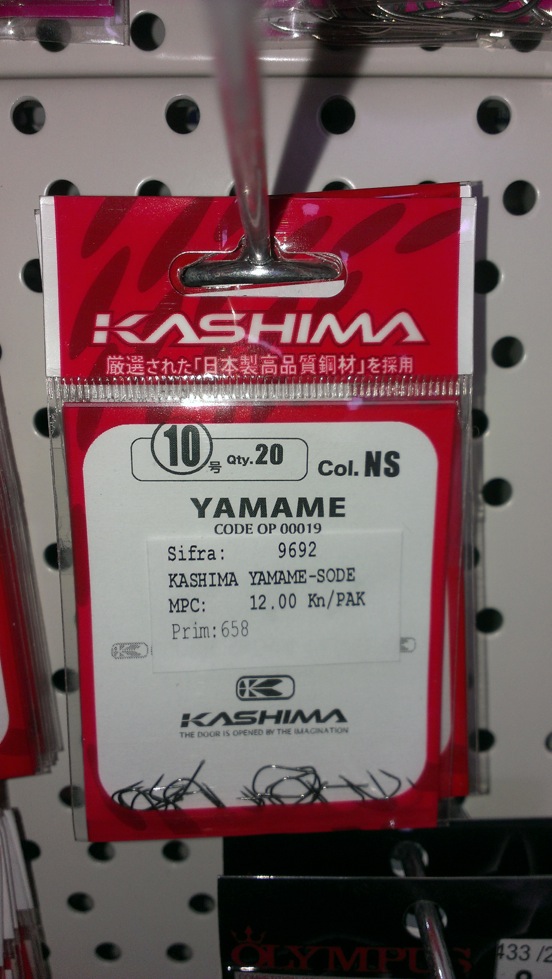 KASHIMA
厳選された「日本製高品質鋼材」を採用
10号 Qty.20 Col.NS
YAMAME
CODE OP 00019
Sifra: 9692
KASHIMA YAMAME-SODE
MPC: 12.00 Kn/PAK
Prim:658
KASHIMA
THE DOOR IS OPENED BY THE IMAGINATION
OLYMPUS
433 /2